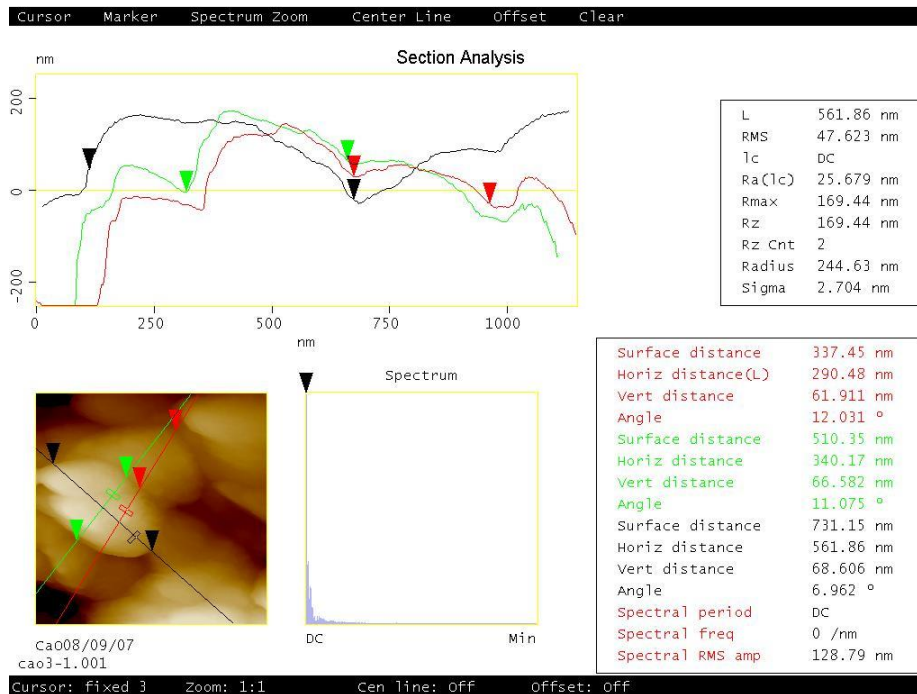 Cursor Marker Spectrum Zoom Center Line Offset Clear
Section Analysis
nm
200
0
-200
0 250 500 750 1000
nm
L 561.86 nm
RMS 47.623 nm
lc DC
Ra(lc) 25.679 nm
Rmax 169.44 nm
Rz 169.44 nm
Rz Cnt 2
Radius 244.63 nm
Sigma 2.704 nm
Surface distance 337.45 nm
Horiz distance(L) 290.48 nm
Vert distance 61.911 nm
Angle 12.031 º
Surface distance 510.35 nm
Horiz distance 340.17 nm
Vert distance 66.582 nm
Angle 11.075 º
Surface distance 731.15 nm
Horiz distance 561.86 nm
Vert distance 68.606 nm
Angle 6.962 º
Spectral period DC
Spectral freq 0 /nm
Spectral RMS amp 128.79 nm
Spectrum
DC Min
CaO08/09/07
cao3-1.001
Cursor: fixed 3 Zoom: 1:1 Cen line: Off Offset: Off